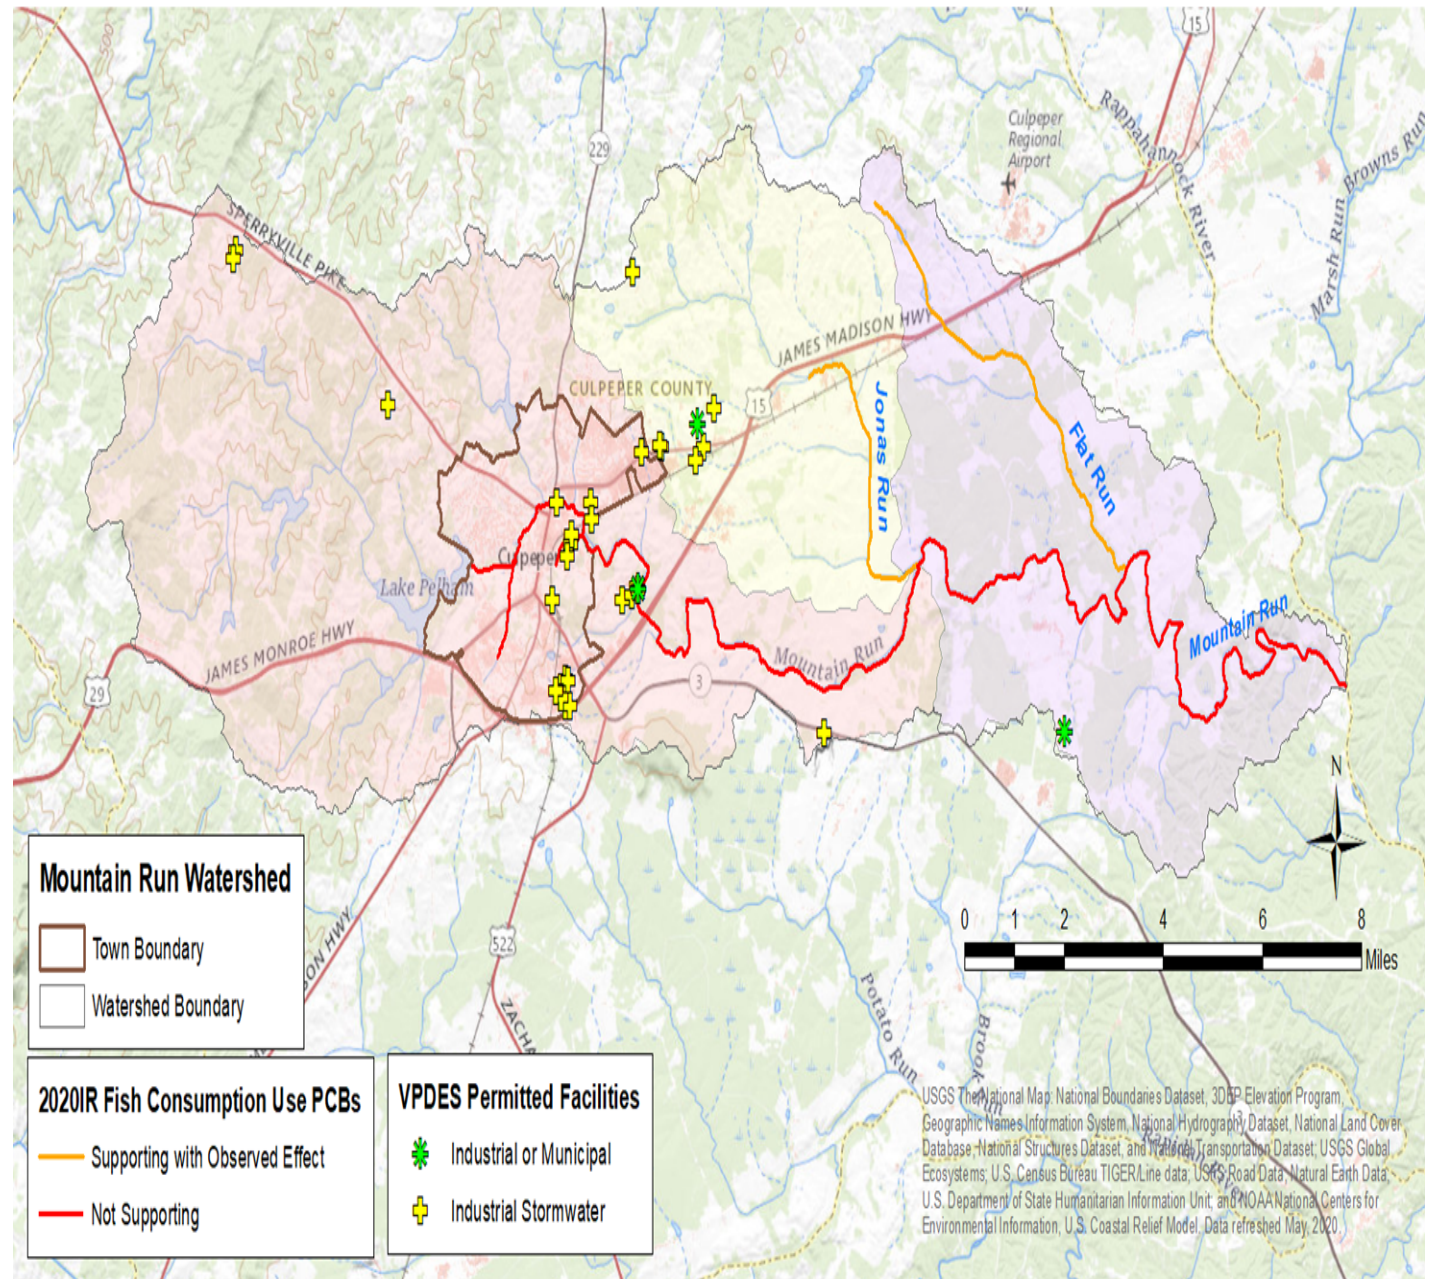 15
500
229
Culpeper
Regional
Airport
Rappahannock River
Browns Run
Marsh Run
SPERRYVILLE PIKE
JAMES MADISON HWY
CULPEPER COUNTY
15
Jonas Run
Flat Run
Culpeper
Lake Pelham
JAMES MONROE HWY
29
Mountain Run
Mountain Run
3
N
0 1 2 4 6 8
Miles
Mountain Run Watershed
Town Boundary
Watershed Boundary
ON HWY
522
ZACHA
Potato Run
Brook Run
3
Rapidan River
2020IR Fish Consumption Use PCBs
Supporting with Observed Effect
Not Supporting
VPDES Permitted Facilities
Industrial or Municipal
Industrial Stormwater
USGS The National Map: National Boundaries Dataset, 3DEP Elevation Program,
Geographic Names Information System, National Hydrography Dataset, National Land Cover
Database, National Structures Dataset, and National Transportation Dataset; USGS Global
Ecosystems; U.S. Census Bureau TIGER/Line data; USFS Road Data; Natural Earth Data;
U.S. Department of State Humanitarian Information Unit; and NOAA National Centers for
Environmental Information, U.S. Coastal Relief Model. Data refreshed May, 2020.